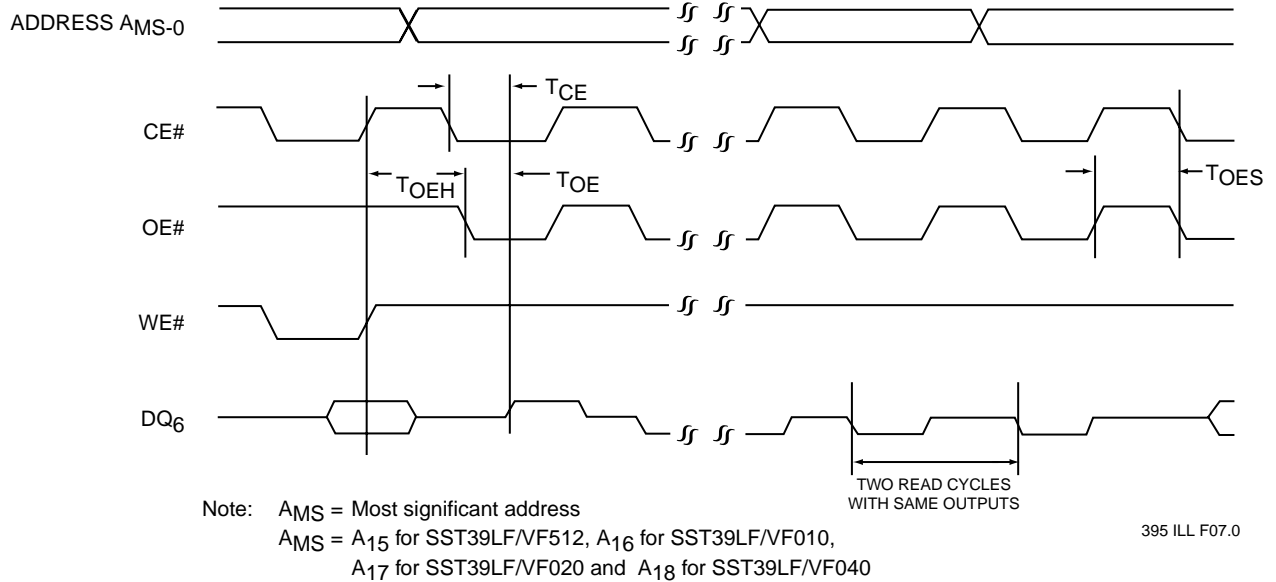 ADDRESS AMS-0
TCE
CE#
TOEH
TOE
TOES
OE#
WE#
DQ6
TWO READ CYCLES
WITH SAME OUTPUTS
Note: AMS = Most significant address
395 ILL F07.0
AMS = A15 for SST39LF/VF512, A16 for SST39LF/VF010,
A17 for SST39LF/VF020 and A18 for SST39LF/VF040